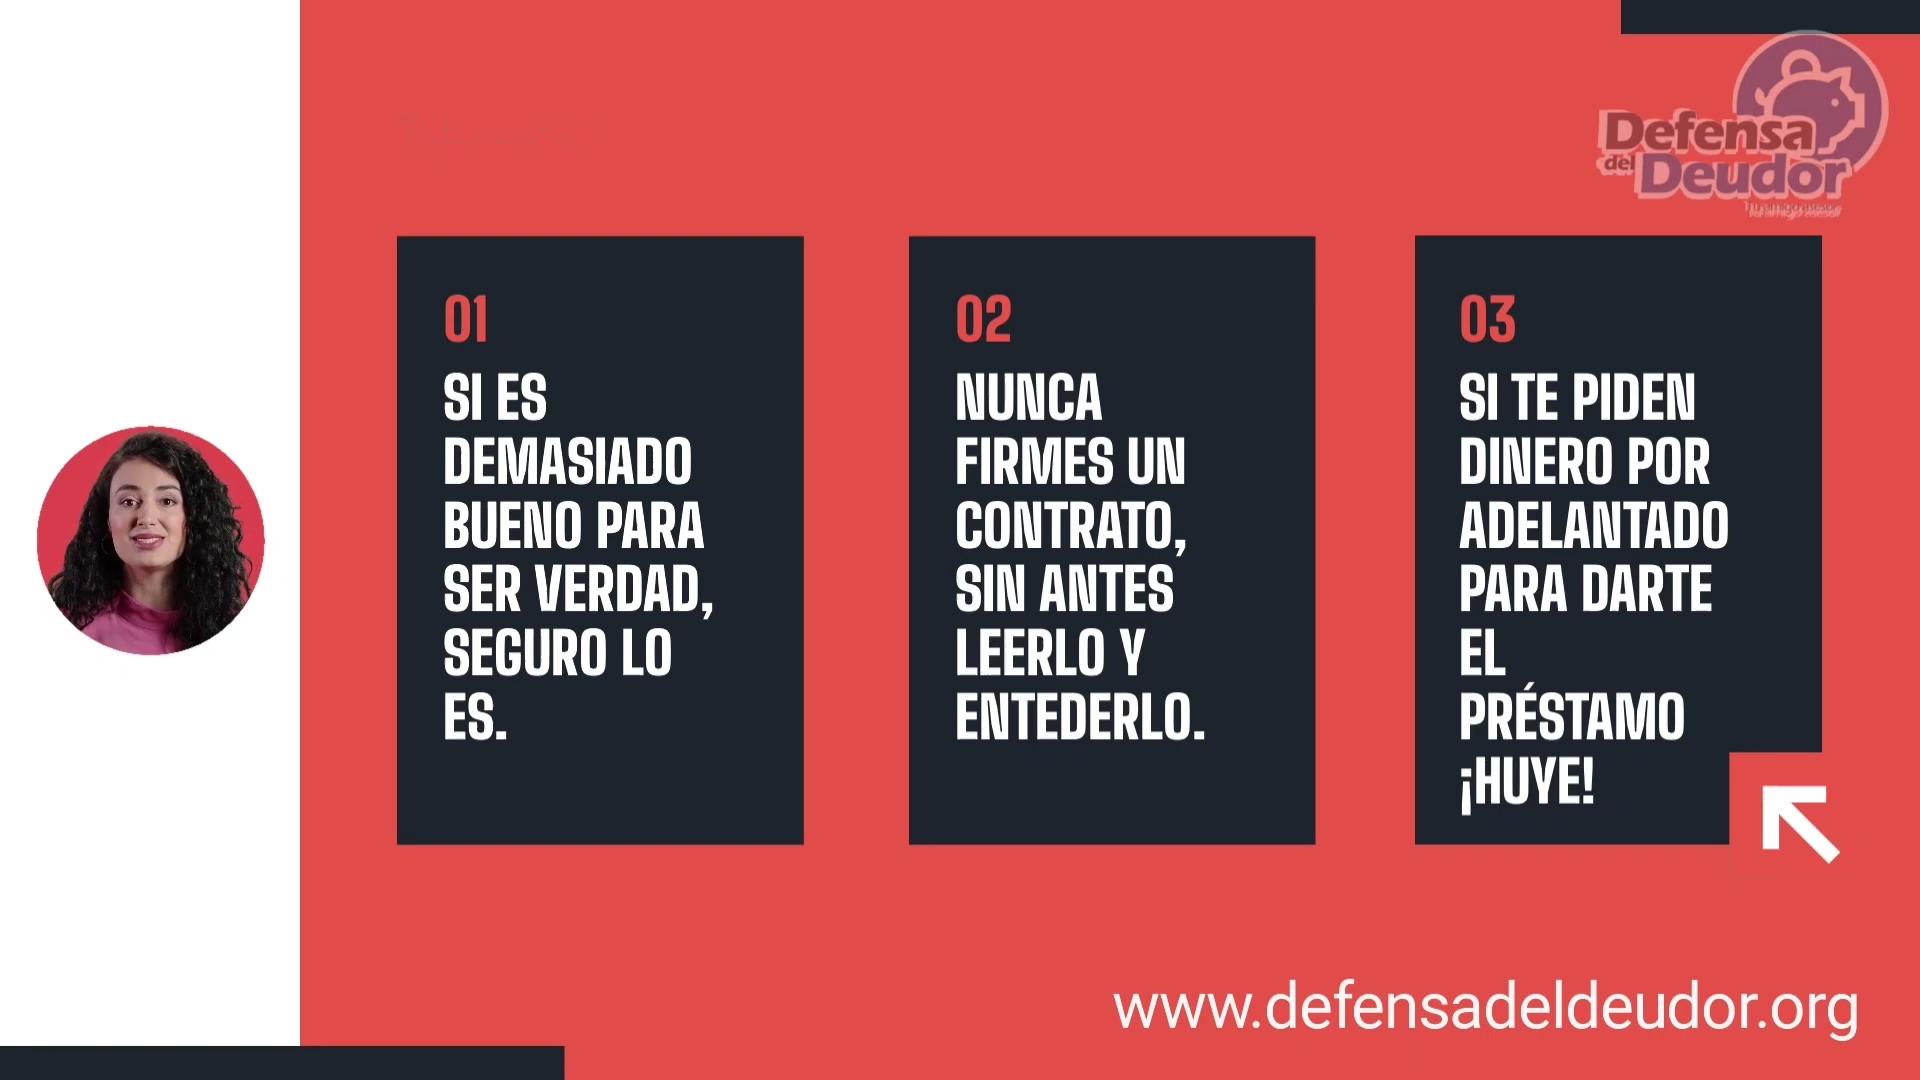 Defensa
del Deudor
01
SI ES
DEMASIADO
BUENO PARA
SER VERDAD,
SEGURO LO
ES.
02
NUNCA
FIRMES UN
CONTRATO,
SIN ANTES
LEERLO Y
ENTEDERLO.
03
SI TE PIDEN
DINERO POR
ADELANTADO
PARA DARTE
EL
PRÉSTAMO
¡HUYE!
www.defensadeldeudor.org